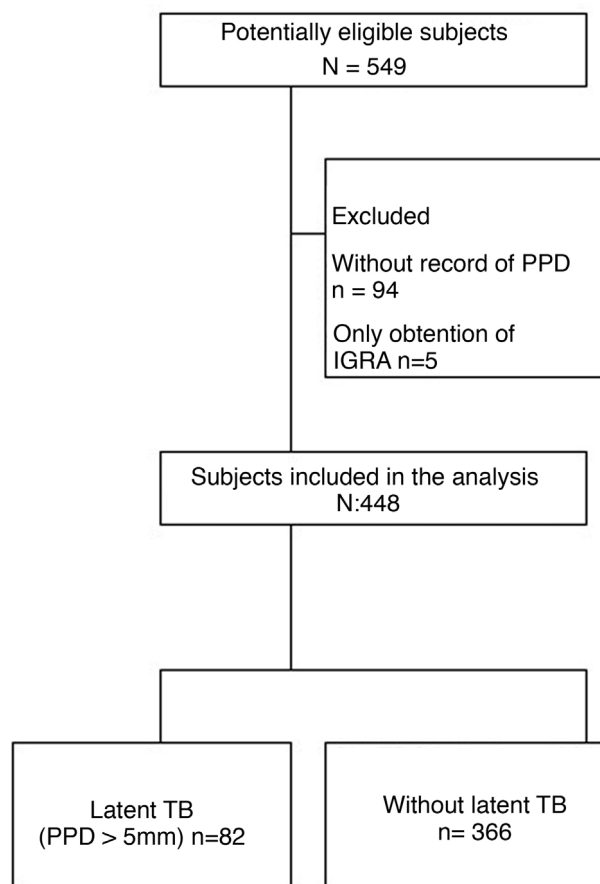 Potentially eligible subjects
N = 549
Excluded
Without record of PPD
n = 94
Only obtention of
IGRA n=5
Subjects included in the analysis
N:448
Latent TB
(PPD > 5mm) n=82
Without latent TB
n= 366